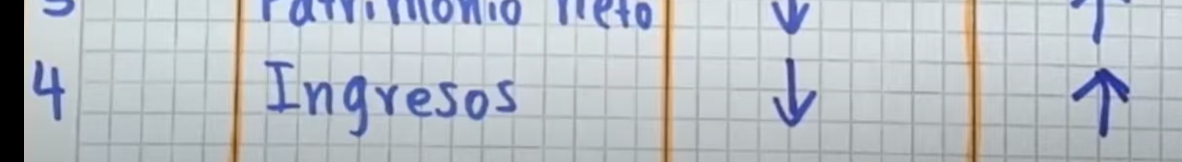 Patrimonio neto ↓ ↑
4 Ingresos ↓ ↑